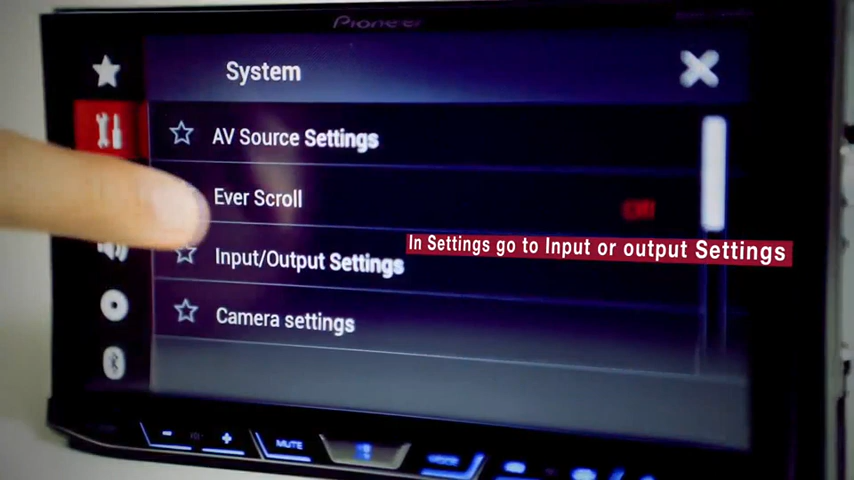 Pioneer
System
AV Source Settings
Ever Scroll
Off
In Settings go to Input or output Settings
Input/Output Settings
Camera settings
MUTE